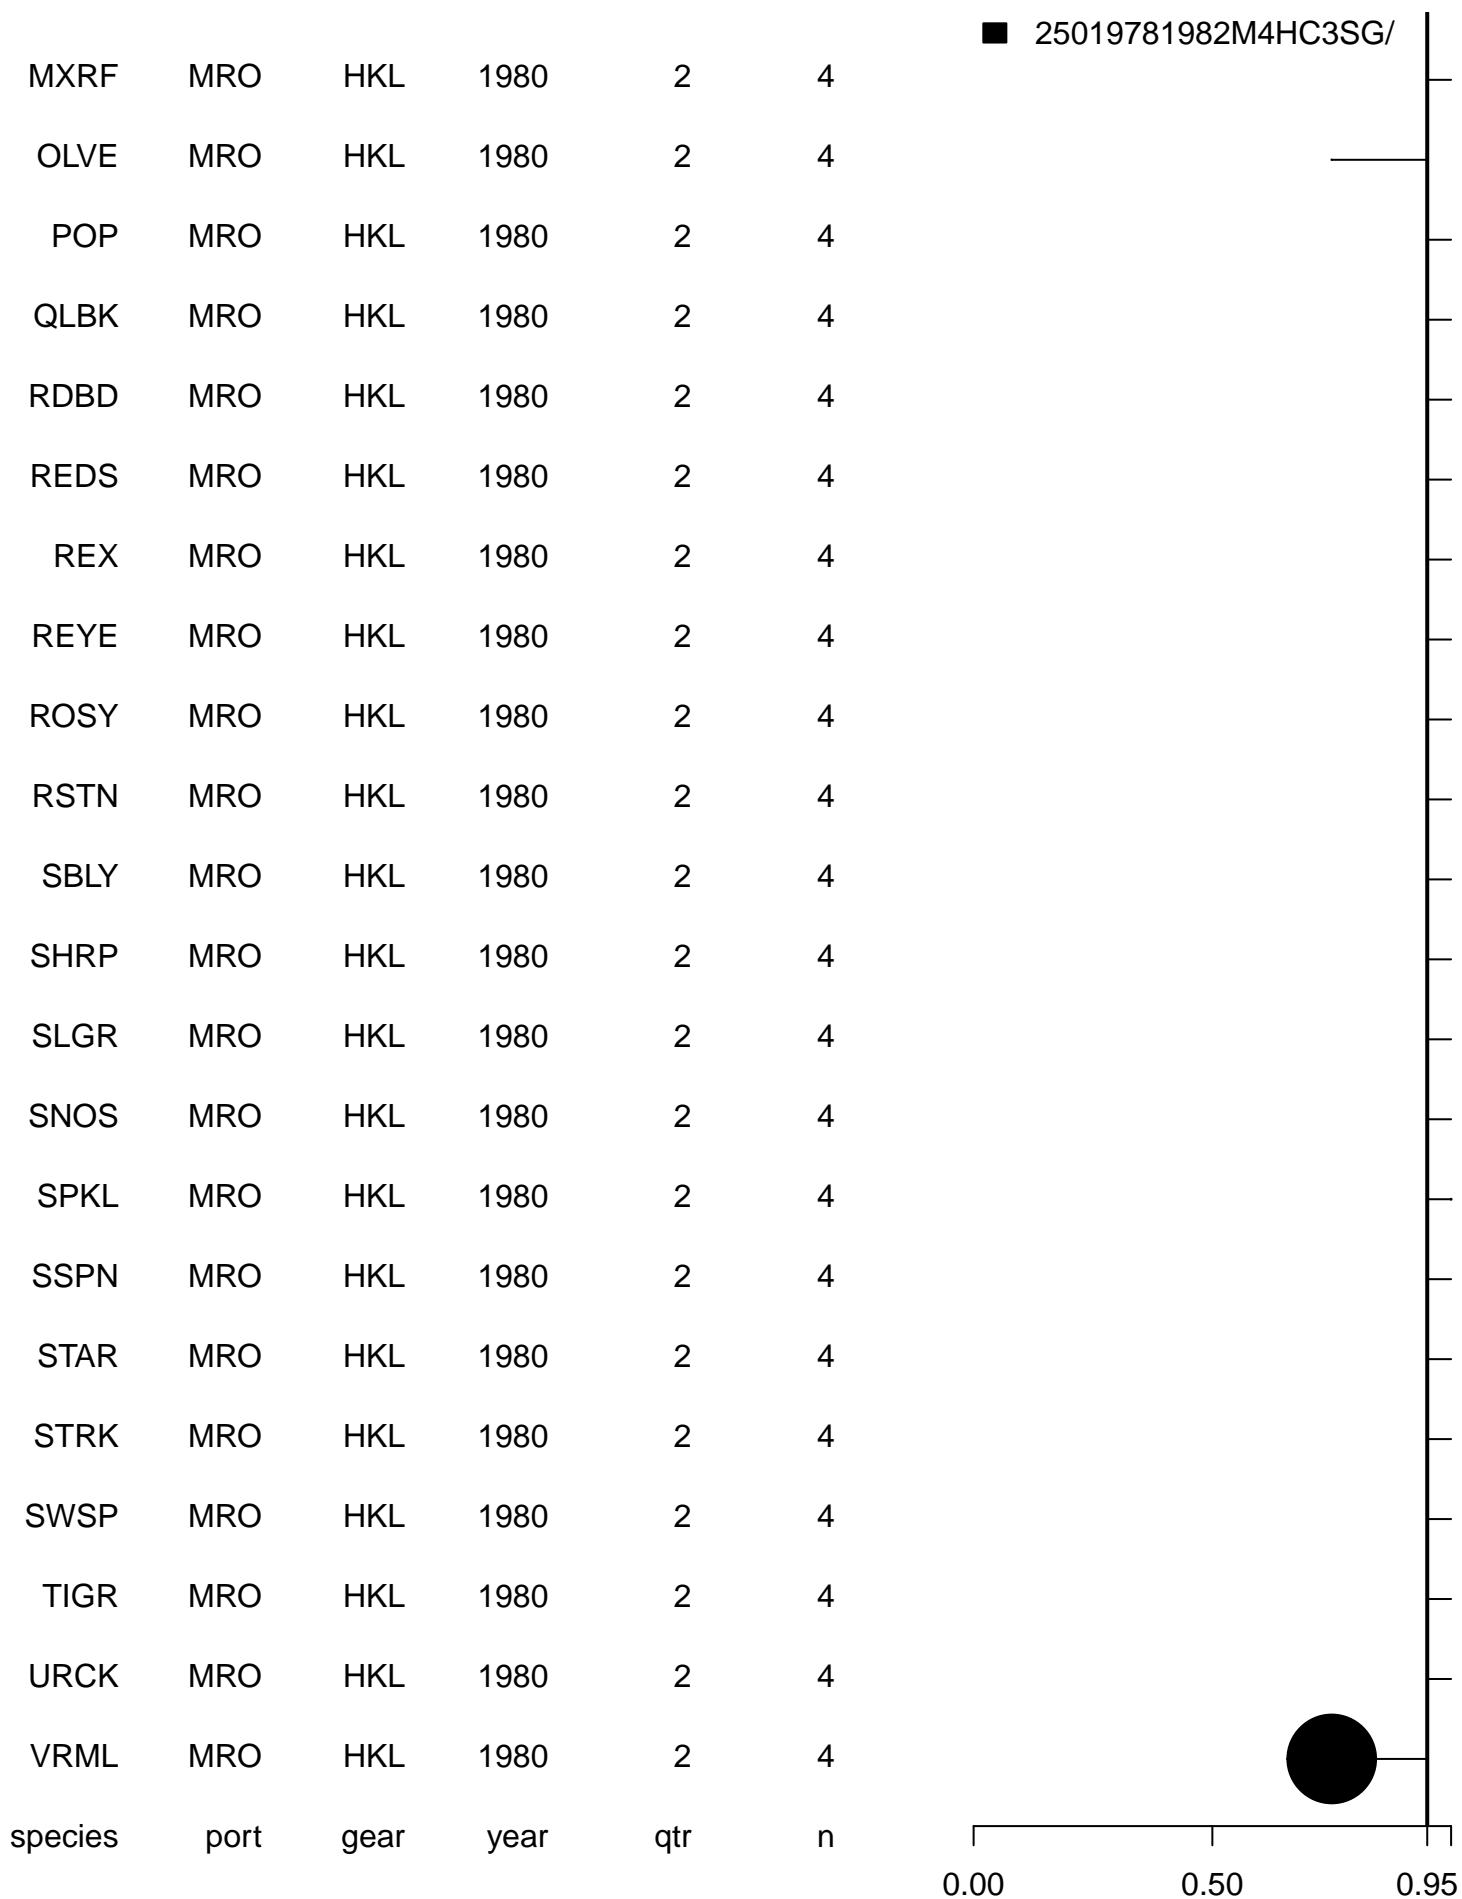 25019781982M4HC3SG/
MXRF MRO HKL 1980 2 4
OLVE MRO HKL 1980 2 4
POP MRO HKL 1980 2 4
QLBK MRO HKL 1980 2 4
RDBD MRO HKL 1980 2 4
REDS MRO HKL 1980 2 4
REX MRO HKL 1980 2 4
REYE MRO HKL 1980 2 4
ROSY MRO HKL 1980 2 4
RSTN MRO HKL 1980 2 4
SBLY MRO HKL 1980 2 4
SHRP MRO HKL 1980 2 4
SLGR MRO HKL 1980 2 4
SNOS MRO HKL 1980 2 4
SPKL MRO HKL 1980 2 4
SSPN MRO HKL 1980 2 4
STAR MRO HKL 1980 2 4
STRK MRO HKL 1980 2 4
SWSP MRO HKL 1980 2 4
TIGR MRO HKL 1980 2 4
URCK MRO HKL 1980 2 4
VRML MRO HKL 1980 2 4
species port gear year qtr n
0.00 0.50 0.95